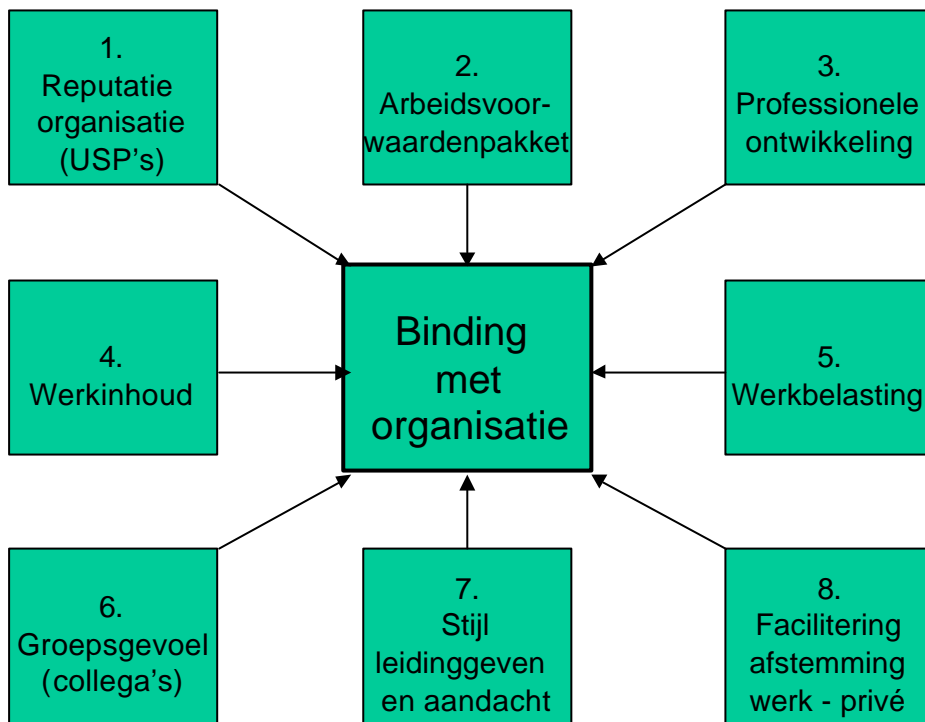 1.
Reputatie
organisatie
(USP's)
2.
Arbeidsvoor-
waardenpakket
3.
Professionele
ontwikkeling
4.
Werkinhoud
Binding
met
organisatie
5.
Werkbelasting
6.
Groepsgevoel
(collega's)
7.
Stijl
leidinggeven
en aandacht
8.
Facilitering
afstemming
werk - privé